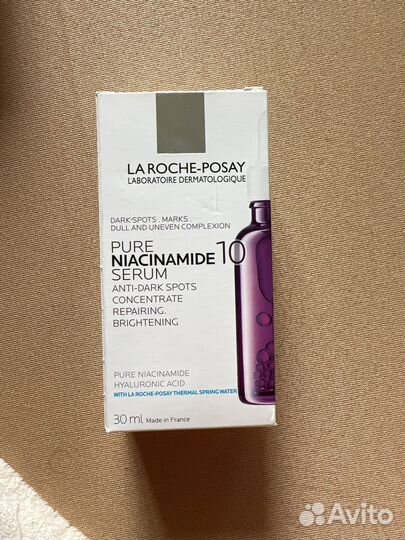 LA ROCHE-POSAY
LABORATOIRE DERMATOLOGIQUE
DARK SPOTS . MARKS .
DULL AND UNEVEN COMPLEXION
PURE
NIACINAMIDE 10
SERUM
ANTI-DARK SPOTS
CONCENTRATE
REPAIRING.
BRIGHTENING
PURE NIACINAMIDE
HYALURONIC ACID
WITH LA ROCHE-POSAY THERMAL SPRING WATER
30 ml Made in France
Avito